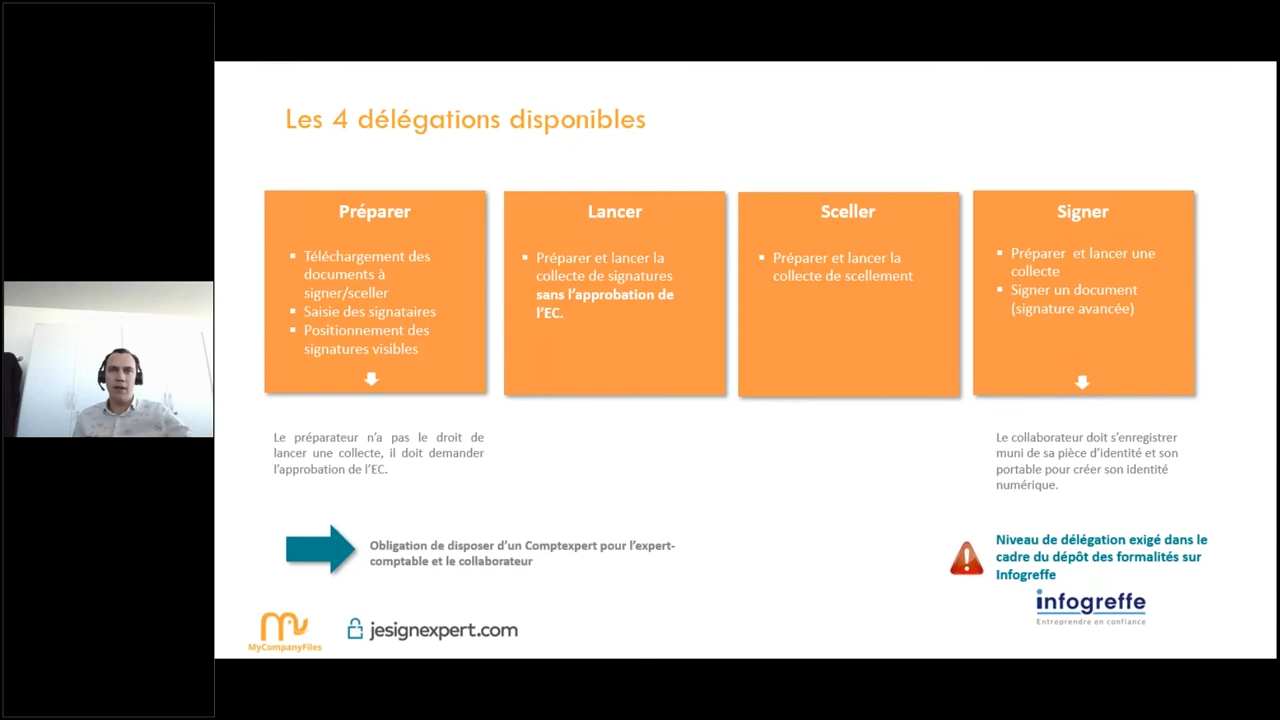 Les 4 délégations disponibles
Préparer
Téléchargement des
documents à
signer/sceller
Saisie des signataires
Positionnement des
signatures visibles
Lancer
Préparer et lancer la
collecte de signatures
sans l'approbation de
l'EC.
Sceller
Préparer et lancer la
collecte de scellement
Signer
Préparer et lancer une
collecte
Signer un document
(signature avancée)
Le préparateur n'a pas le droit de
lancer une collecte, il doit demander
l'approbation de l'EC.
Le collaborateur doit s'enregistrer
muni de sa pièce d'identité et son
portable pour créer son identité
numérique.
Obligation de disposer d'un Comptexpert pour l'expert-
comptable et le collaborateur
Niveau de délégation exigé dans le
cadre du dépôt des formalités sur
Infogreffe
infogreffe
Entreprendre en confiance
MyCompanyFiles
jesignexpert.com